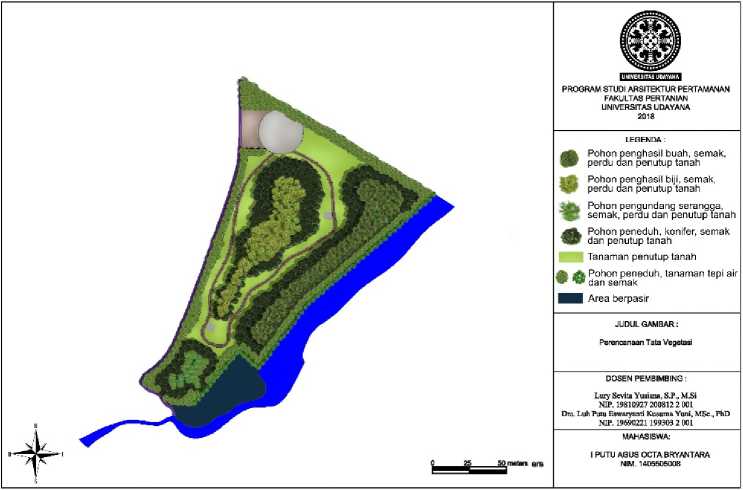 UNIVERSITAS UDAYANA
PROGRAM STUDI ARSITEKTUR PERTAMANAN
FAKULTAS PERTANIAN
UNIVERSITAS UDAYANA
2018
LEGENDA :
Pohon penghasil buah, semak,
perdu dan penutup tanah
Pohon penghasil biji, semak,
perdu dan penutup tanah
Pohon pengundang serangga,
semak, perdu dan penutup tanah
Pohon peneduh, konifer, semak
dan penutup tanah
Tanaman penutup tanah
Pohon peneduh, tanaman tepi air
dan semak
Area berpasir
JUDUL GAMBAR :
Perencanaan Tata Vegetasi
DOSEN PEMBIMBING :
Lury Sevita Yusiana, S.P., M.Si
NIP. 19810927 200812 2 001
Dra. Luh Putu Eswaryanti Kusuma Yuni, MSc., PhD
NIP. 19690221 199303 2 001
MAHASISWA:
I PUTU AGUS OCTA BRYANTARA
NIM. 1405505008
0 25 50 meters